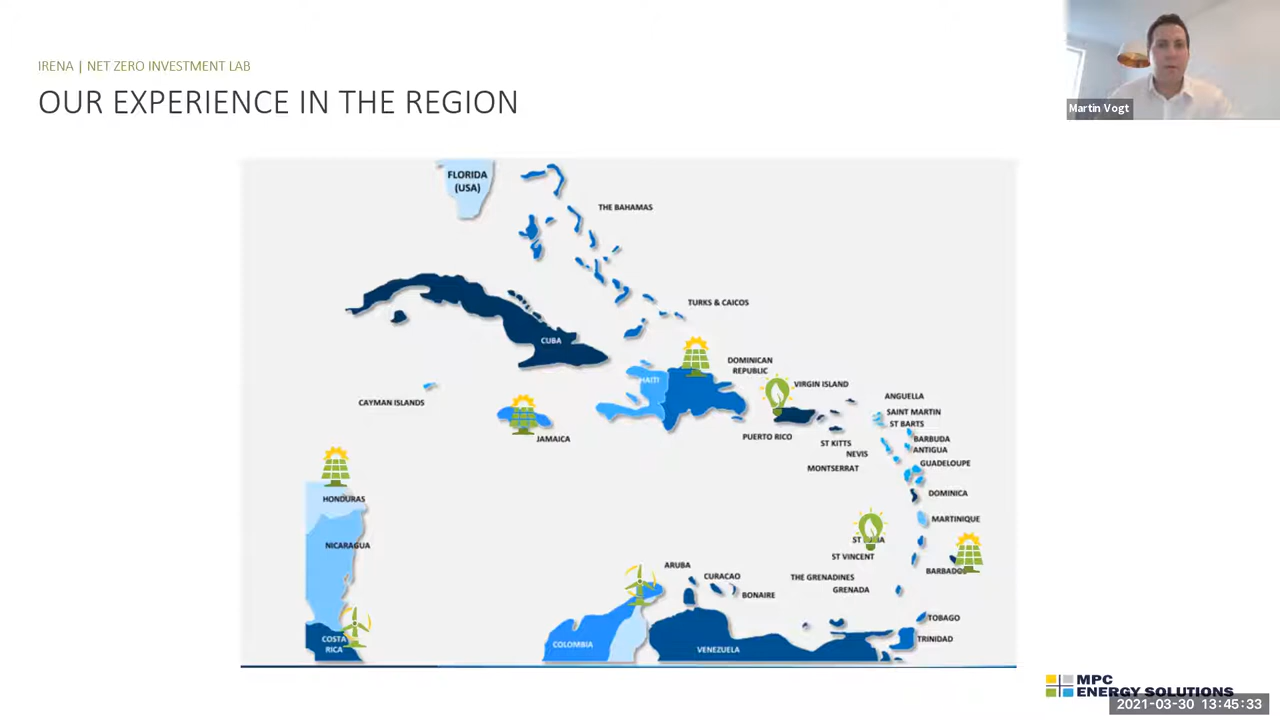 IRENA | NET ZERO INVESTMENT LAB
OUR EXPERIENCE IN THE REGION
Martin Vogt
FLORIDA
(USA)
THE BAHAMAS
TURKS & CAICOS
CUBA
DOMINICAN
REPUBLIC
HAITI
VIRGIN ISLAND
CAYMAN ISLANDS
ANGUELLA
SAINT MARTIN
ST BARTS
JAMAICA
PUERTO RICO
ST KITTS
NEVIS
MONTSERRAT
BARBUDA
ANTIGUA
GUADELOUPE
DOMINICA
HONDURAS
MARTINIQUE
NICARAGUA
ST
ST VINCENT
BARBADOS
ARUBA
CURACAO
BONAIRE
THE GRENADINES
GRENADA
TOBAGO
TRINIDAD
COSTA
RICA
COLOMBIA
VENEZUELA
MPC
ENERGY SOLUTIONS
2021-03-30 13:45:33